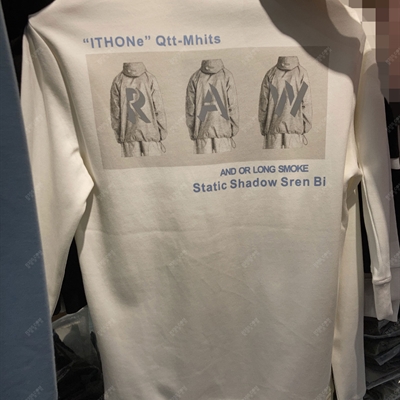 “ITHONe” Qtt-Mhits
R A W
AND OR LONG SMOKE
Static Shadow Sren Bi